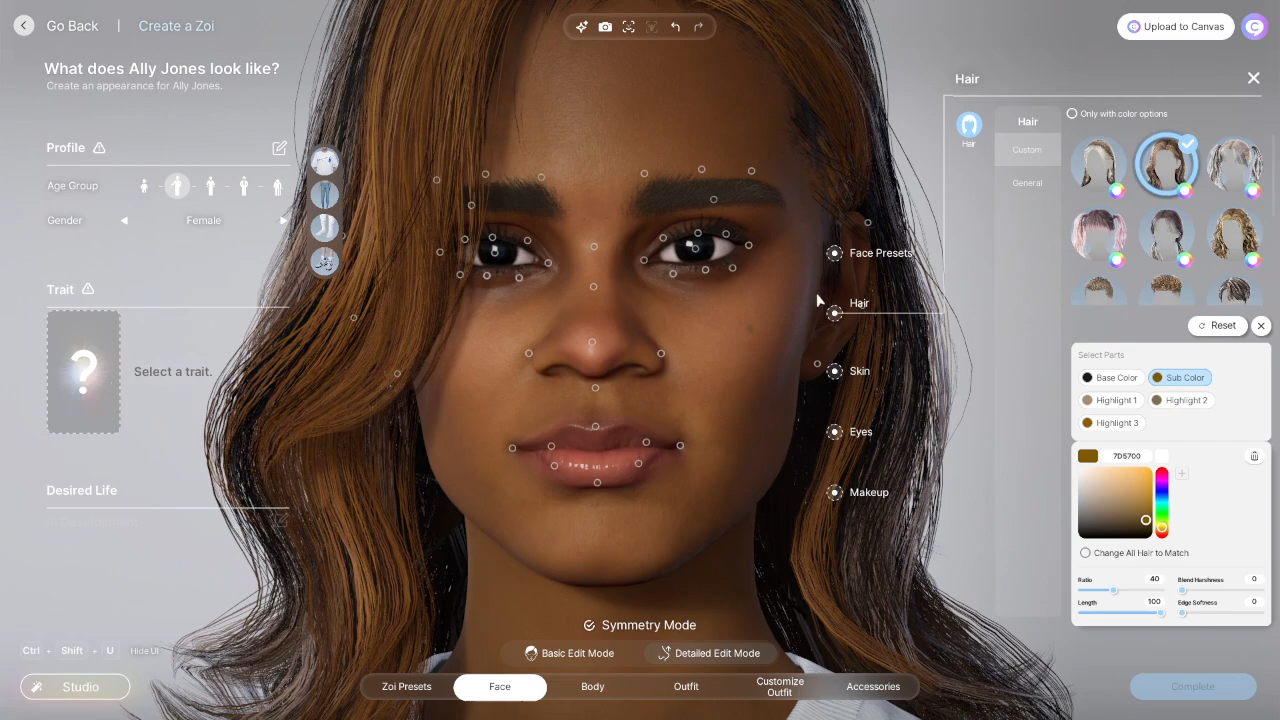 Go Back | Create a Zoi
Upload to Canvas
What does Ally Jones look like?
Create an appearance for Ally Jones.
Profile
Age Group
Gender Female
Trait
?
Select a trait.
Desired Life
Ctrl + Shift + U Hide UI
Studio
Face Presets
Hair
Skin
Eyes
Makeup
Symmetry Mode
Basic Edit Mode Detailed Edit Mode
Zoi Presets Face Body Outfit Customize Outfit Accessories
Hair
Hair
Hair
Custom
General
Only with color options
Reset
Select Parts
Base Color Sub Color
Highlight 1 Highlight 2
Highlight 3
7D5700
Change All Hair to Match
Ratio 40 Blend Harshness 0
Length 100 Edge Softness 0
Complete